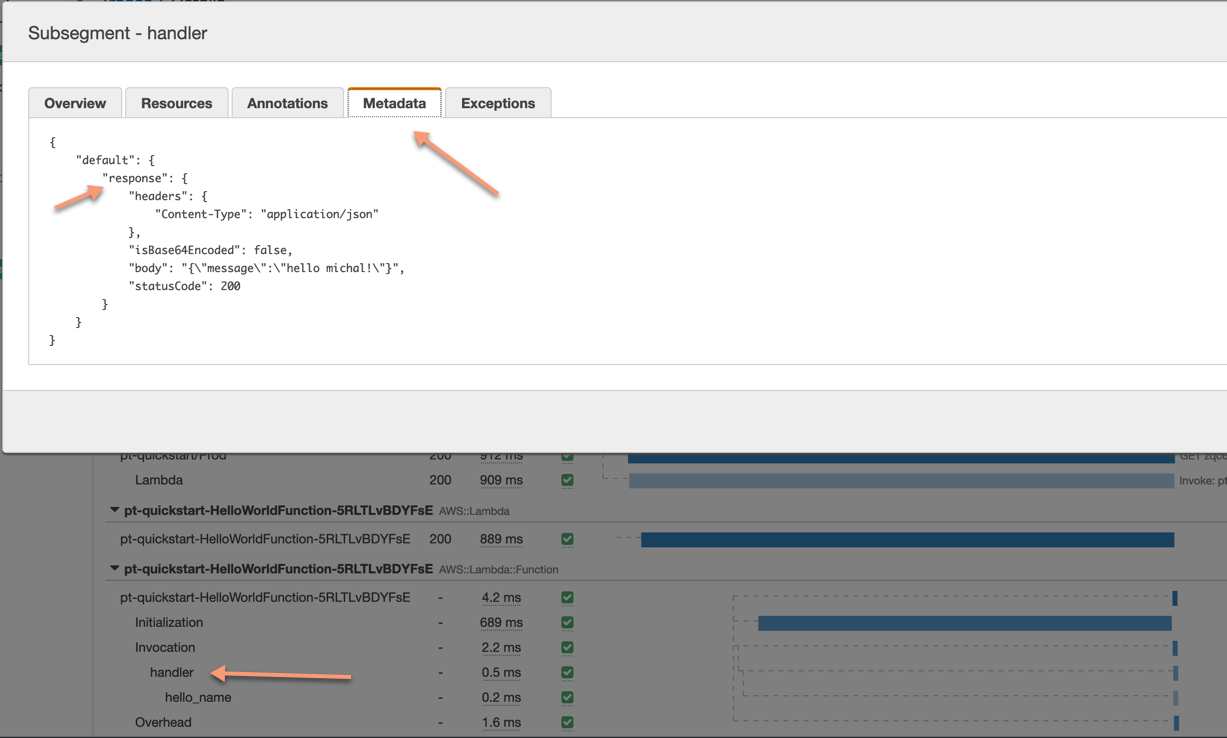 Subsegment - handler
Overview Resources Annotations Metadata Exceptions
{
"default": {
"response": {
"headers": {
"Content-Type": "application/json"
},
"isBase64Encoded": false,
"body": "{\"message\":\"hello michal!\"}",
"statusCode": 200
}
}
}
pt-quickstart/Prod 200 912 ms GET
Lambda 200 909 ms Invoke: pt
pt-quickstart-HelloWorldFunction-5RLTLvBDYFsE AWS::Lambda
pt-quickstart-HelloWorldFunction-5RLTLvBDYFsE 200 889 ms
pt-quickstart-HelloWorldFunction-5RLTLvBDYFsE AWS::Lambda::Function
pt-quickstart-HelloWorldFunction-5RLTLvBDYFsE - 4.2 ms
Initialization - 689 ms
Invocation - 2.2 ms
handler - 0.5 ms
hello_name - 0.2 ms
Overhead - 1.6 ms